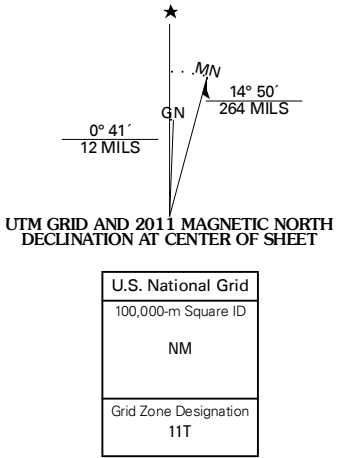 MN
14° 50´
264 MILS
GN
0° 41´
12 MILS
UTM GRID AND 2011 MAGNETIC NORTH
DECLINATION AT CENTER OF SHEET
U.S. National Grid
100,000-m Square ID
NM
Grid Zone Designation
11T